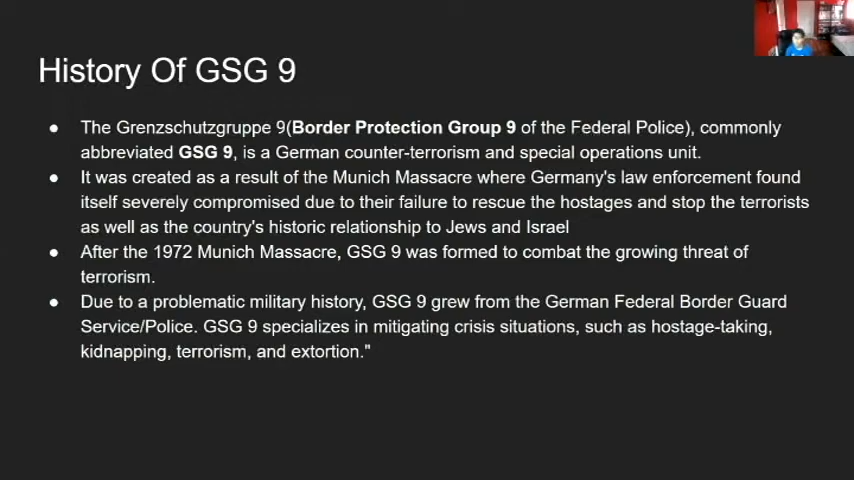 History Of GSG 9
● The Grenzschutzgruppe 9(Border Protection Group 9 of the Federal Police), commonly
abbreviated GSG 9, is a German counter-terrorism and special operations unit.
● It was created as a result of the Munich Massacre where Germany's law enforcement found
itself severely compromised due to their failure to rescue the hostages and stop the terrorists
as well as the country's historic relationship to Jews and Israel
● After the 1972 Munich Massacre, GSG 9 was formed to combat the growing threat of
terrorism.
● Due to a problematic military history, GSG 9 grew from the German Federal Border Guard
Service/Police. GSG 9 specializes in mitigating crisis situations, such as hostage-taking,
kidnapping, terrorism, and extortion."